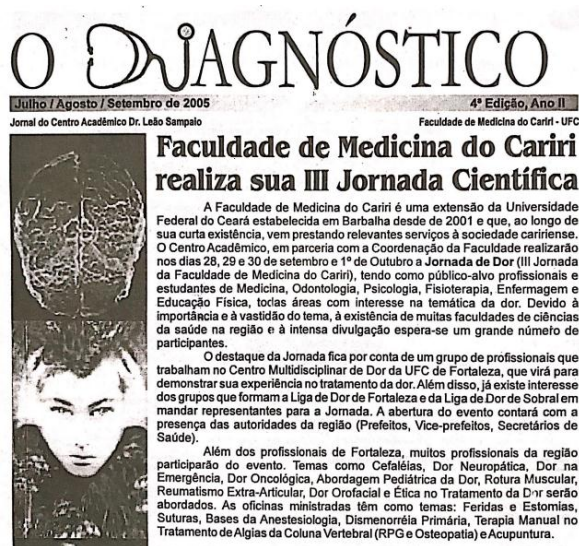 O DIAGNÓSTICO
Julho / Agosto / Setembro de 2005 4ª Edição, Ano II
Jornal do Centro Acadêmico Dr. Leão Sampaio Faculdade de Medicina do Cariri - UFC
Faculdade de Medicina do Cariri
realiza sua III Jornada Científica
A Faculdade de Medicina do Cariri é uma extensão da Universidade
Federal do Ceará estabelecida em Barbalha desde de 2001 e que, ao longo de
sua curta existência, vem prestando relevantes serviços à sociedade caririense.
O Centro Acadêmico, em parceria com a Coordenação da Faculdade realizarão
nos dias 28, 29 e 30 de setembro e 1º de Outubro a Jornada de Dor (III Jornada
da Faculdade de Medicina do Cariri), tendo como público-alvo profissionais e
estudantes de Medicina, Odontologia, Psicologia, Fisioterapia, Enfermagem e
Educação Física, todas áreas com interesse na temática da dor. Devido à
importância e à vastidão do tema, à existência de muitas faculdades de ciências
da saúde na região e à intensa divulgação espera-se um grande número de
participantes.
O destaque da Jornada fica por conta de um grupo de profissionais que
trabalham no Centro Multidisciplinar de Dor da UFC de Fortaleza, que virá para
demonstrar sua experiência no tratamento da dor. Além disso, já existe interesse
dos grupos que formam a Liga de Dor de Fortaleza e da Liga de Dor de Sobral em
mandar representantes para a Jornada. A abertura do evento contará com a
presença das autoridades da região (Prefeitos, Vice-prefeitos, Secretários de
Saúde).
Além dos profissionais de Fortaleza, muitos profissionais da região
participarão do evento. Temas como Cefaléias, Dor Neuropática, Dor na
Emergência, Dor Oncológica, Abordagem Pediátrica da Dor, Rotura Muscular,
Reumatismo Extra-Articular, Dor Orofacial e Ética no Tratamento da Dor serão
abordados. As oficinas ministradas têm como temas: Feridas e Estomias,
Suturas, Bases da Anestesiologia, Dismenorréia Primária, Terapia Manual no
Tratamento de Algias da Coluna Vertebral (RPG e Osteopatia) e Acupuntura.